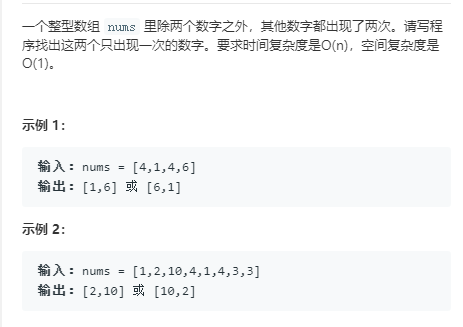 一个整型数组 nums 里除两个数字之外，其他数字都出现了两次。请写程
序找出这两个只出现一次的数字。要求时间复杂度是O(n)，空间复杂度是
O(1)。
示例 1：
输入：nums = [4,1,4,6]
输出：[1,6] 或 [6,1]
示例 2：
输入：nums = [1,2,10,4,1,4,3,3]
输出：[2,10] 或 [10,2]